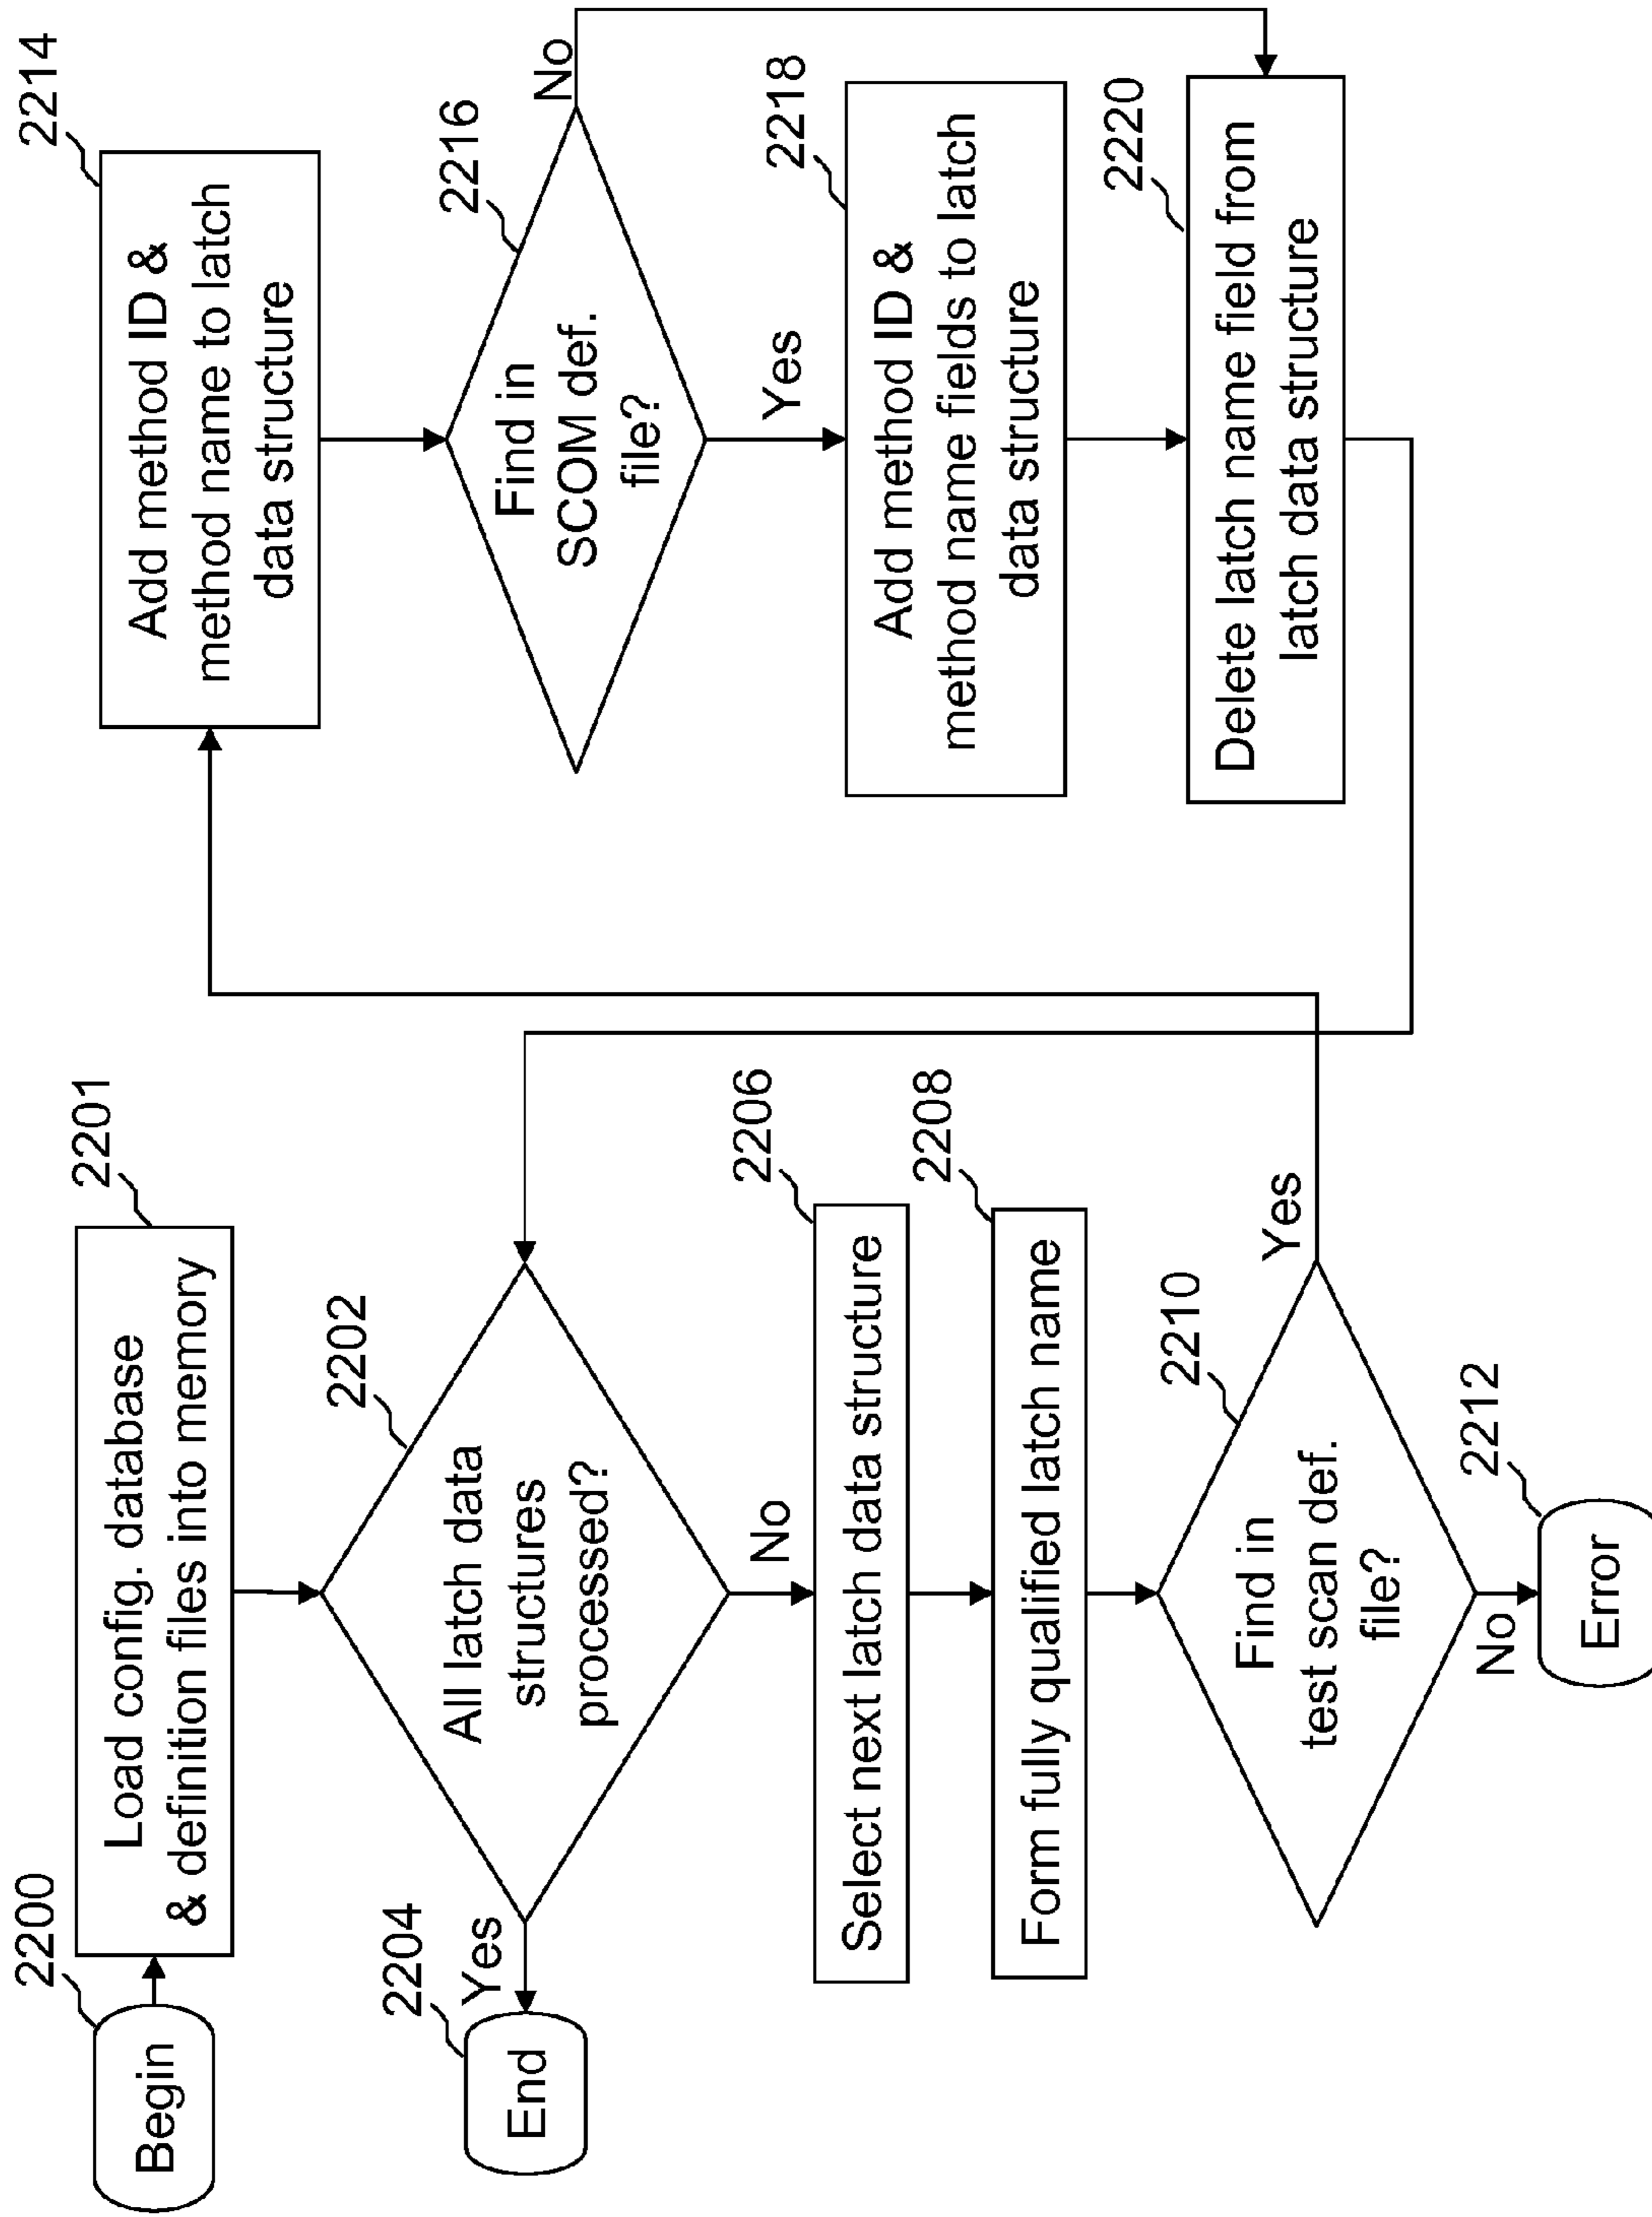 2200
Begin
2201
Load config. database
& definition files into memory
2202
All latch data
structures
processed?
Yes
2204
End
No
2206
Select next latch data structure
2208
Form fully qualified latch name
2210
Find in
test scan def.
file?
Yes
No
2212
Error
2214
Add method ID &
method name to latch
data structure
2216
Find in
SCOM def.
file?
No
Yes
2218
Add method ID &
method name fields to latch
data structure
2220
Delete latch name field from
latch data structure